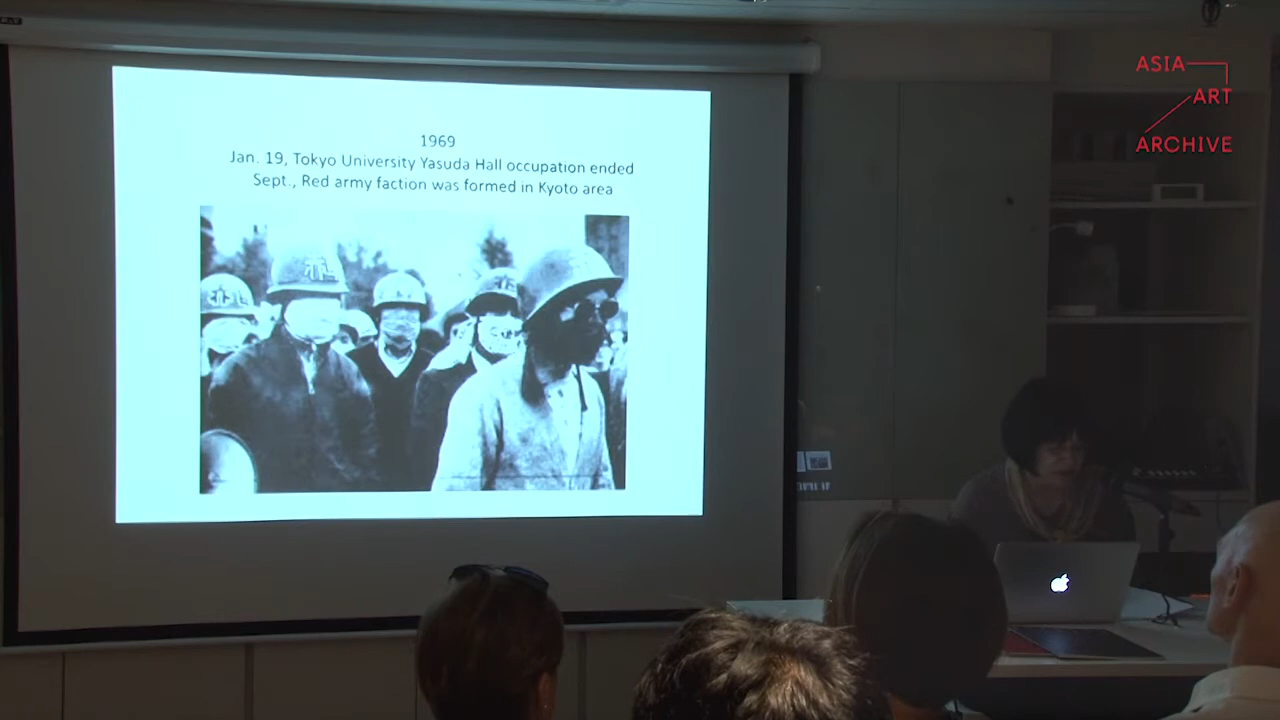 1969
Jan. 19, Tokyo University Yasuda Hall occupation ended
Sept., Red army faction was formed in Kyoto area
ASIA
ART
ARCHIVE